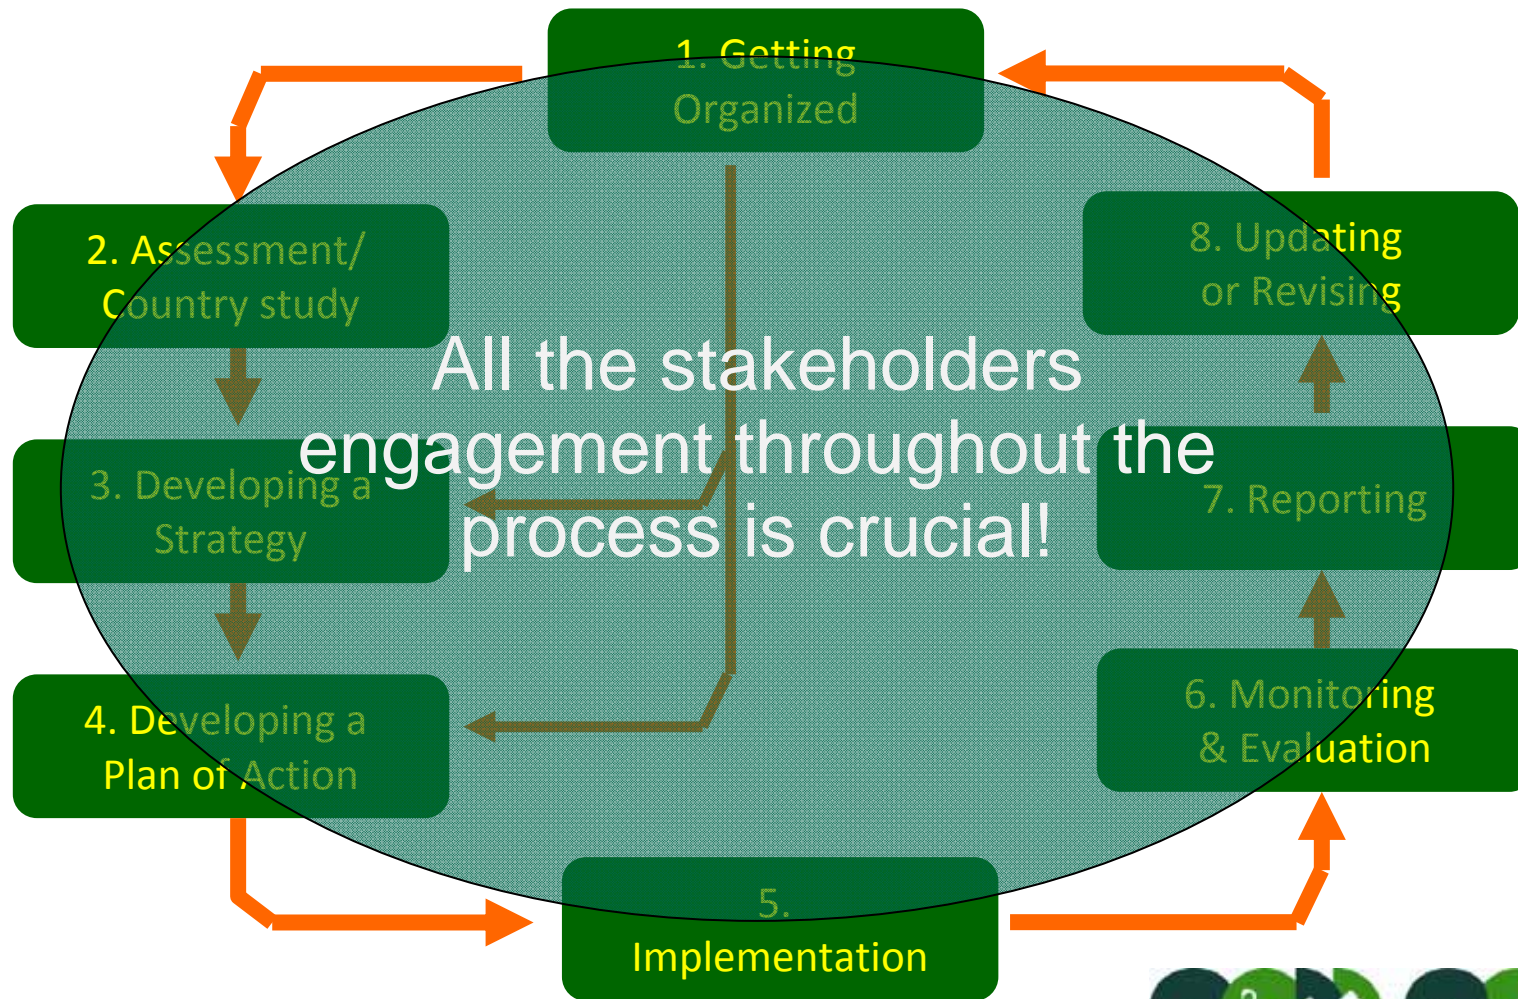 1. Getting
Organized
2. Assessment/
Country study
3. Developing a
Strategy
4. Developing a
Plan of Action
5.
Implementation
6. Monitoring
& Evaluation
7. Reporting
8. Updating
or Revising
All the stakeholders
engagement throughout the
process is crucial!